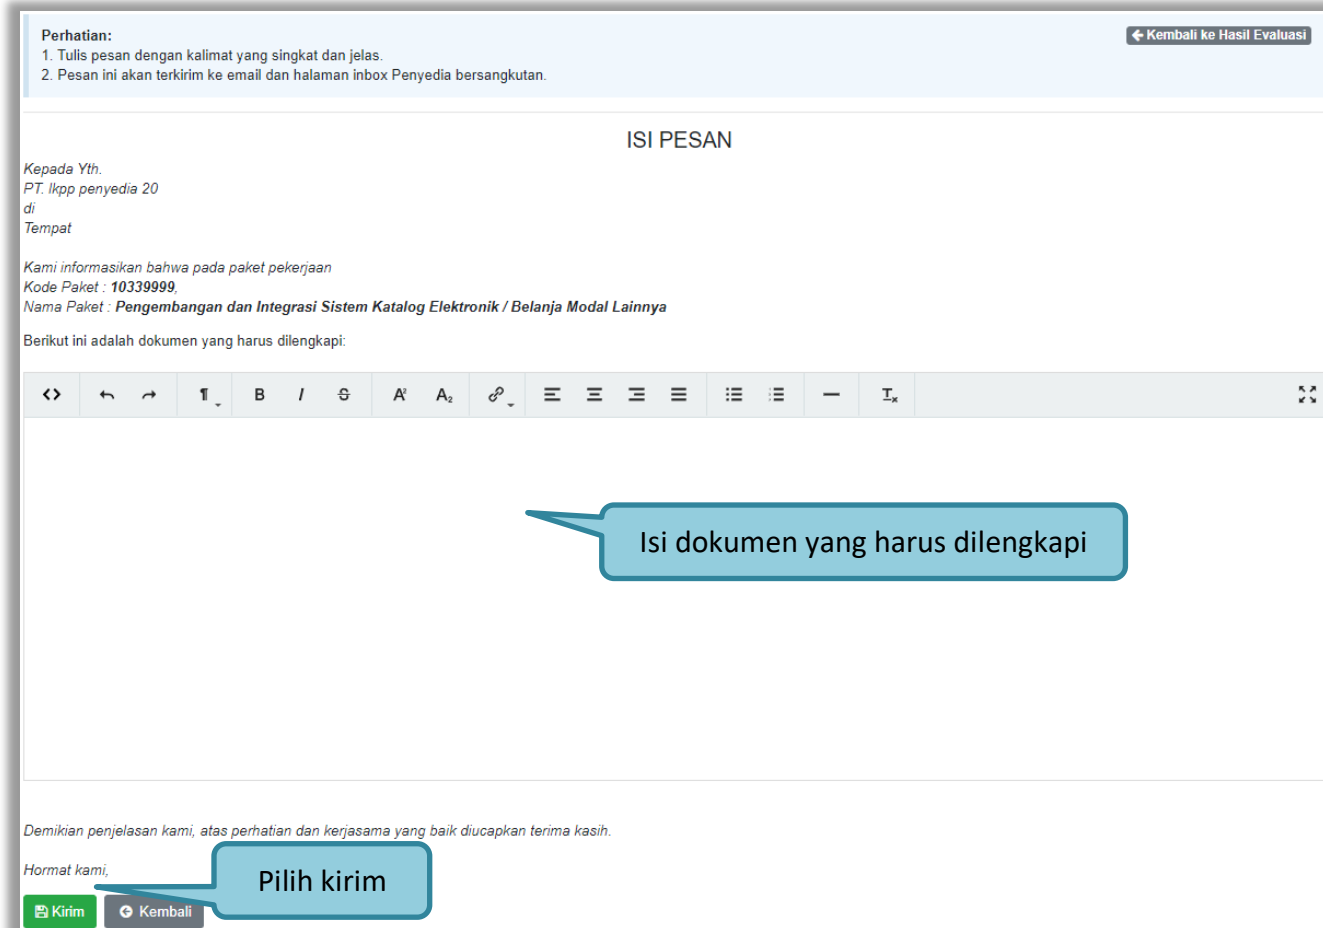 Perhatian:
Kembali ke Hasil Evaluasi
1. Tulis pesan dengan kalimat yang singkat dan jelas.
2. Pesan ini akan terkirim ke email dan halaman inbox Penyedia bersangkutan.
ISI PESAN
Kepada Yth.
PT. lkpp penyedia 20
di
Tempat
Kami informasikan bahwa pada paket pekerjaan
Kode Paket : 10339999,
Nama Paket : Pengembangan dan Integrasi Sistem Katalog Elektronik / Belanja Modal Lainnya
Berikut ini adalah dokumen yang harus dilengkapi:
Isi dokumen yang harus dilengkapi
Demikian penjelasan kami, atas perhatian dan kerjasama yang baik diucapkan terima kasih.
Hormat kami,
Pilih kirim
Kirim
Kembali